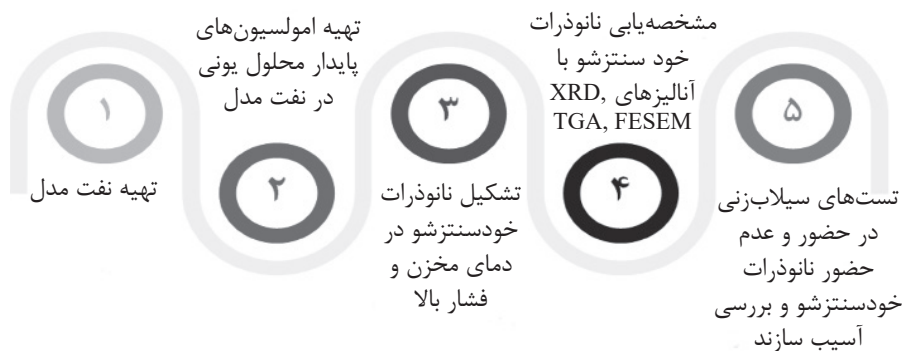 ۱
تهیه نفت مدل
تهیه امولسیون‌های
پایدار محلول یونی
در نفت مدل
۲
۳
تشکیل نانوذرات
خودسنتزشو در
دمای مخزن و
فشار بالا
مشخصه‌یابی نانوذرات
خود سنتزشو با
آنالیزهای XRD,
TGA, FESEM
۴
۵
تست‌های سیلاب‌زنی
در حضور و عدم
حضور نانوذرات
خودسنتزشو و بررسی
آسیب سازند